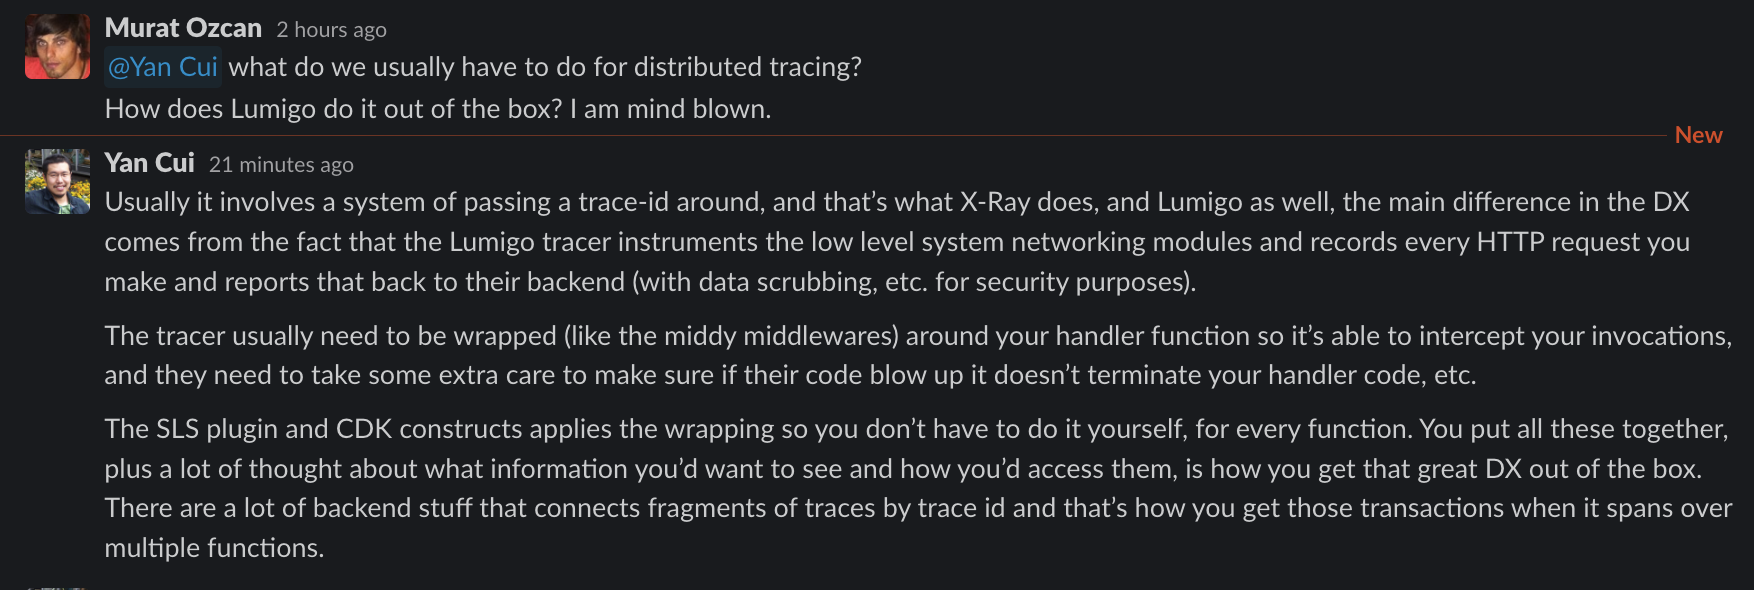 Murat Ozcan 2 hours ago
@Yan Cui what do we usually have to do for distributed tracing?
How does Lumigo do it out of the box? I am mind blown.
New
Yan Cui 21 minutes ago
Usually it involves a system of passing a trace-id around, and that’s what X-Ray does, and Lumigo as well, the main difference in the DX
comes from the fact that the Lumigo tracer instruments the low level system networking modules and records every HTTP request you
make and reports that back to their backend (with data scrubbing, etc. for security purposes).
The tracer usually need to be wrapped (like the middy middlewares) around your handler function so it’s able to intercept your invocations,
and they need to take some extra care to make sure if their code blow up it doesn’t terminate your handler code, etc.
The SLS plugin and CDK constructs applies the wrapping so you don’t have to do it yourself, for every function. You put all these together,
plus a lot of thought about what information you’d want to see and how you’d access them, is how you get that great DX out of the box.
There are a lot of backend stuff that connects fragments of traces by trace id and that’s how you get those transactions when it spans over
multiple functions.